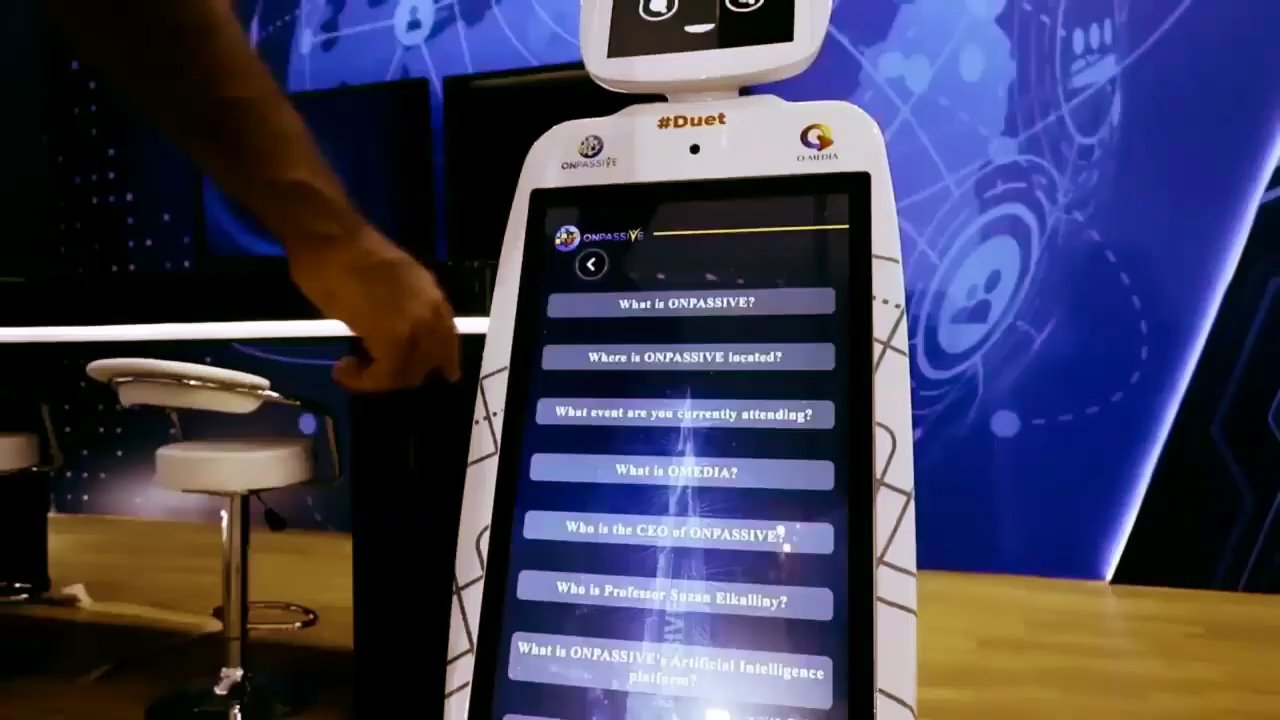 #Duet
ONPASSIVE
O-MEDIA
ONPASSIVE
What is ONPASSIVE?
Where is ONPASSIVE located?
What event are you currently attending?
What is OMEDIA?
Who is the CEO of ONPASSIVE?
Who is Professor Suzan Elkalliny?
What is ONPASSIVE's Artificial Intelligence
platform?